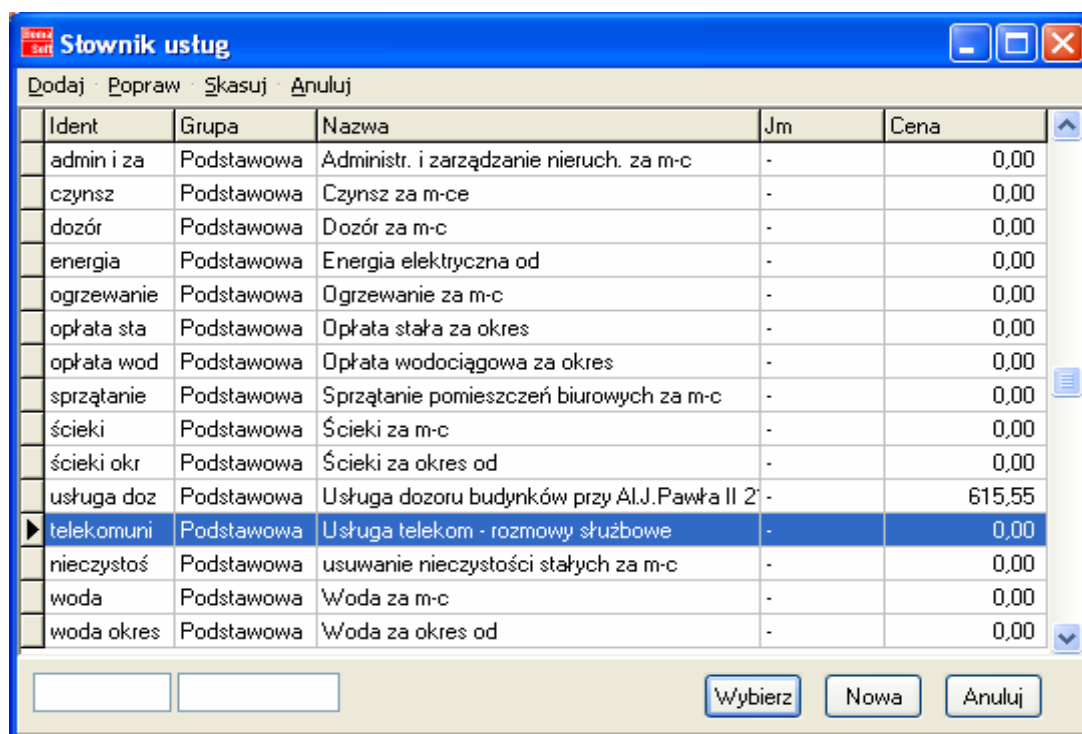 Boma Soft Słownik usług
Dodaj Popraw Skasuj Anuluj
Ident Grupa Nazwa Jm Cena
admin i za Podstawowa Administr. i zarządzanie nieruch. za m-c - 0,00
czynsz Podstawowa Czynsz za m-ce - 0,00
dozór Podstawowa Dozór za m-c - 0,00
energia Podstawowa Energia elektryczna od - 0,00
ogrzewanie Podstawowa Ogrzewanie za m-c - 0,00
opłata sta Podstawowa Opłata stała za okres - 0,00
opłata wod Podstawowa Opłata wodociągowa za okres - 0,00
sprzątanie Podstawowa Sprzątanie pomieszczeń biurowych za m-c - 0,00
ścieki Podstawowa Ścieki za m-c - 0,00
ścieki okr Podstawowa Ścieki za okres od - 0,00
usługa doz Podstawowa Usługa dozoru budynków przy Al.J.Pawła II 2 - 615,55
telekomuni Podstawowa Usługa telekom - rozmowy służbowe - 0,00
nieczystoś Podstawowa usuwanie nieczystości stałych za m-c - 0,00
woda Podstawowa Woda za m-c - 0,00
woda okres Podstawowa Woda za okres od - 0,00
Wybierz Nowa Anuluj